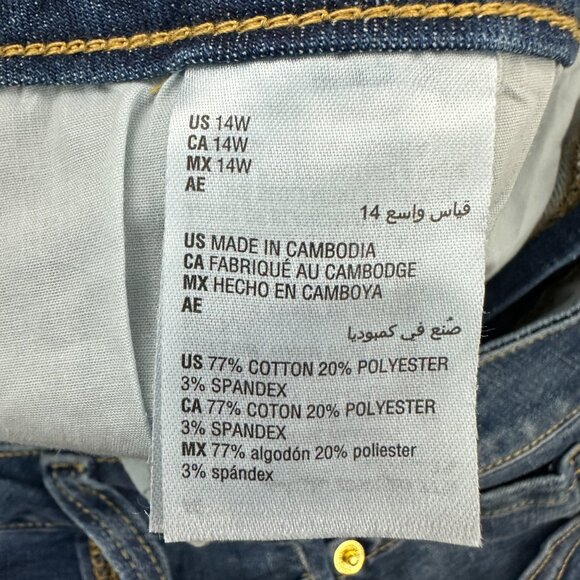 US 14W
CA 14W
MX 14W
AE
قياس واسع 14
US MADE IN CAMBODIA
CA FABRIQUÉ AU CAMBODGE
MX HECHO EN CAMBOYA
AE
صُنع في كمبوديا
US 77% COTTON 20% POLYESTER
3% SPANDEX
CA 77% COTON 20% POLYESTER
3% SPANDEX
MX 77% algodón 20% poliester
3% spándex